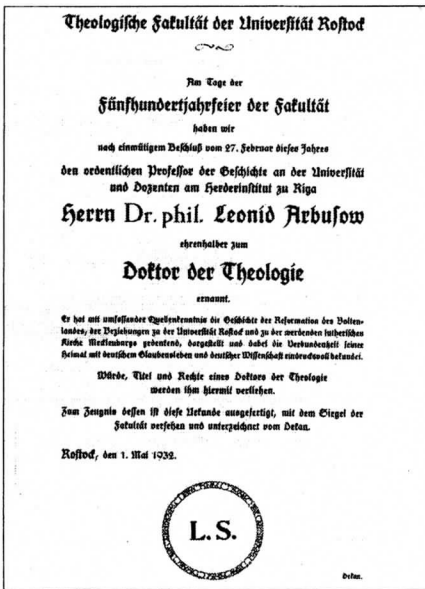 Theologische Fakultät der Universität Rostock
Am Tage der
Fünfhundertjahrfeier der Fakultät
haben wir
nach einmütigem Beschluß vom 27. Februar dieses Jahres
den ordentlichen Professor der Geschichte an der Universität
und Dozenten am Herderinstitut zu Riga
Herrn Dr. phil. Leonid Arbusow
ehrenhalber zum
Doktor der Theologie
ernannt.
Er hat mit umfassender Quellenkenntnis die Geschichte der Reformation des Balten-
landes, der Beziehungen zu der Universität Rostock und zu der werdenden lutherischen
Kirche Mecklenburgs gedenkend, dargestellt und dabei die Verbundenheit seiner
Heimat mit deutschem Glaubensleben und deutscher Wissenschaft eindrucksvoll bekundet.
Würde, Titel und Rechte eines Doktors der Theologie
werden ihm hiermit verliehen.
Zum Zeugnis dessen ist diese Urkunde ausgefertigt, mit dem Siegel der
Fakultät versehen und unterzeichnet vom Dekan.
Rostock, den 1. Mai 1932.
L. S.
Dekan.